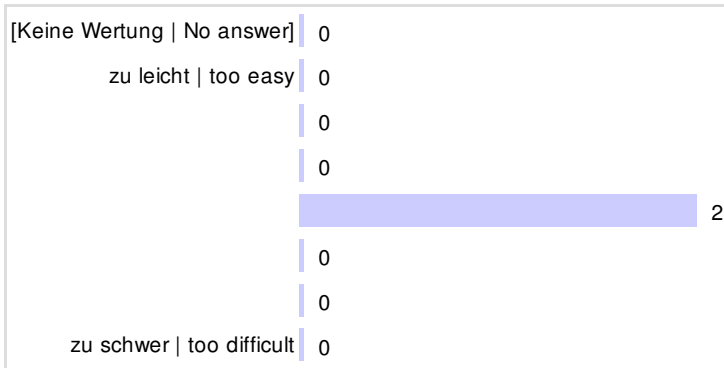 [Keine Wertung | No answer] 0
zu leicht | too easy 0
0
0
2
0
0
zu schwer | too difficult 0